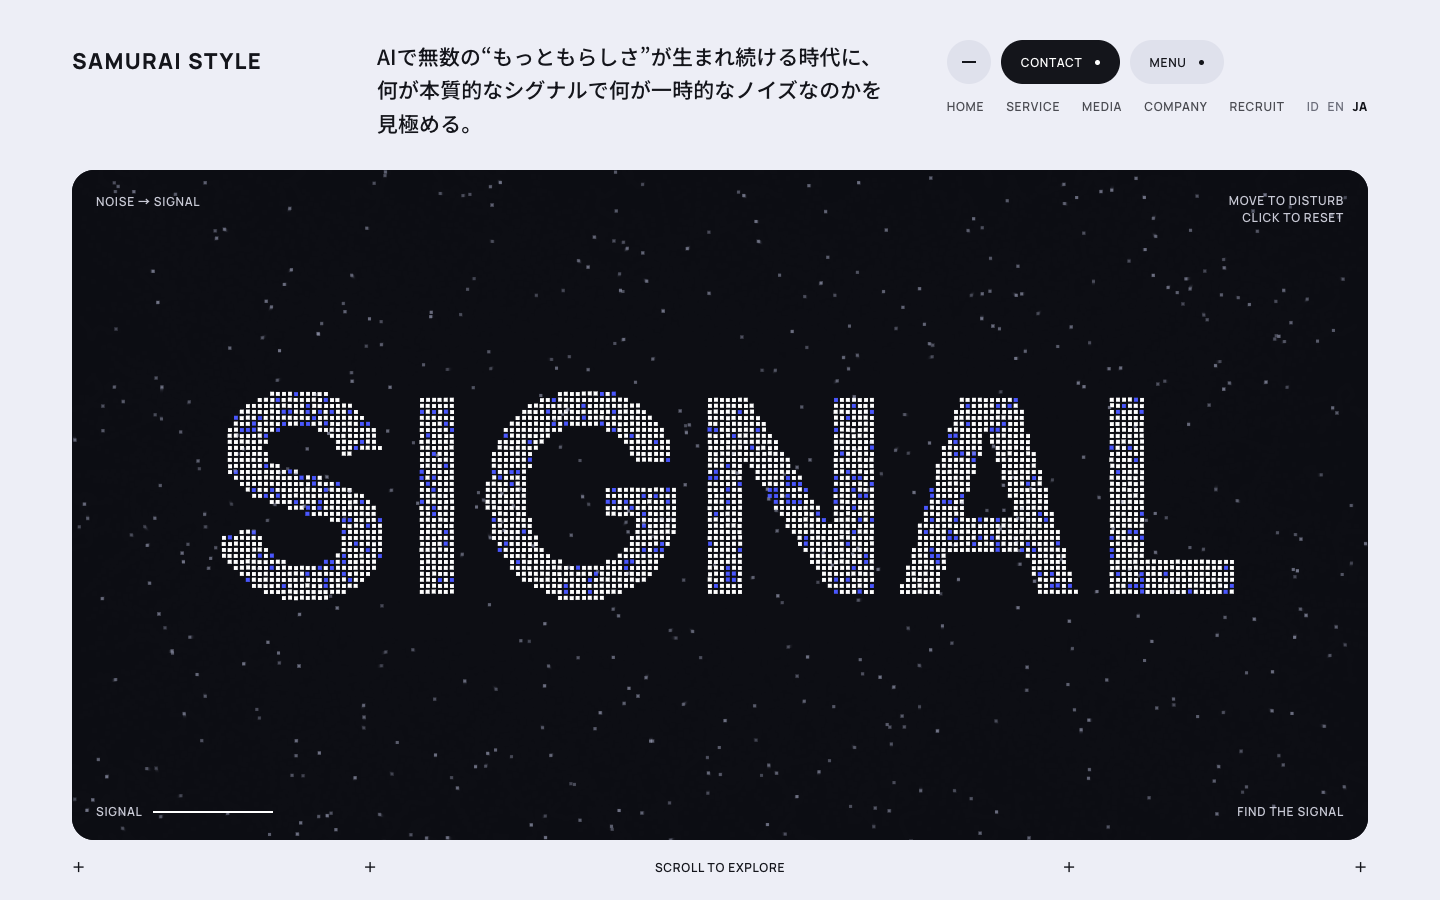 SAMURAI STYLE
AIで無数の“もっともらしさ”が生まれ続ける時代に、
何が本質的なシグナルで何が一時的なノイズなのかを
見極める。
CONTACT
MENU
HOME SERVICE MEDIA COMPANY RECRUIT ID EN JA
NOISE → SIGNAL
MOVE TO DISTURB
CLICK TO RESET
SIGNAL
SIGNAL
FIND THE SIGNAL
SCROLL TO EXPLORE